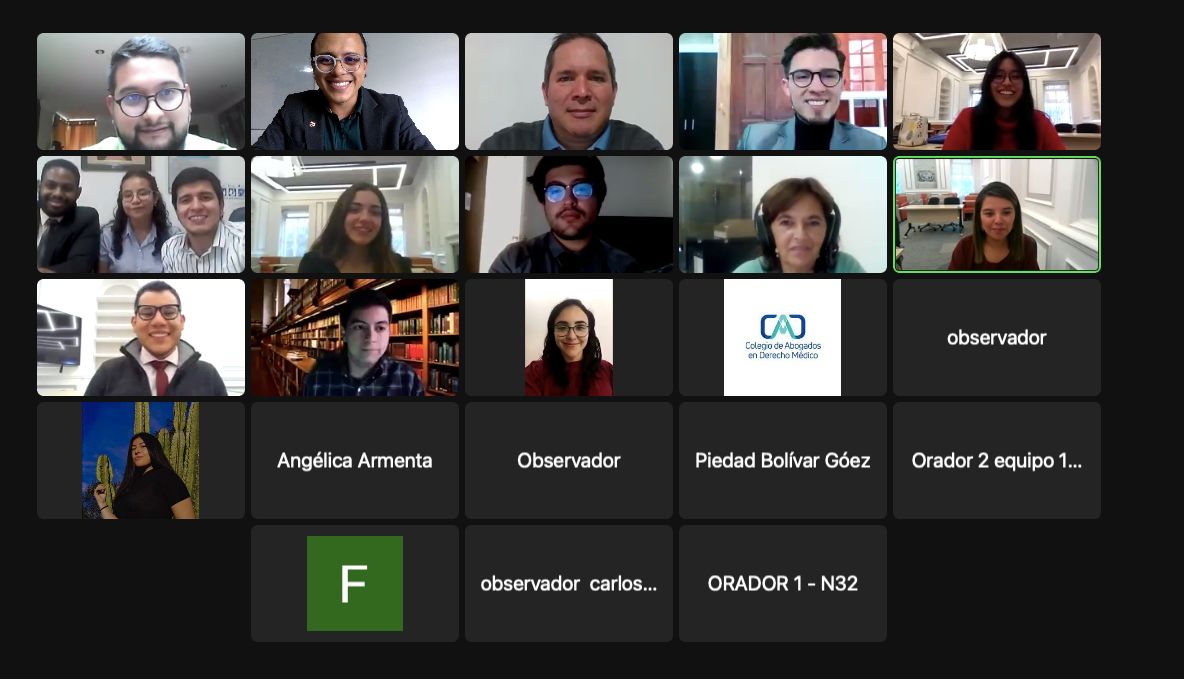 Colegio de Abogados
en Derecho Médico
observador
Angélica Armenta
Observador
Piedad Bolívar Góez
Orador 2 equipo 1...
F
observador carlos...
ORADOR 1 - N32